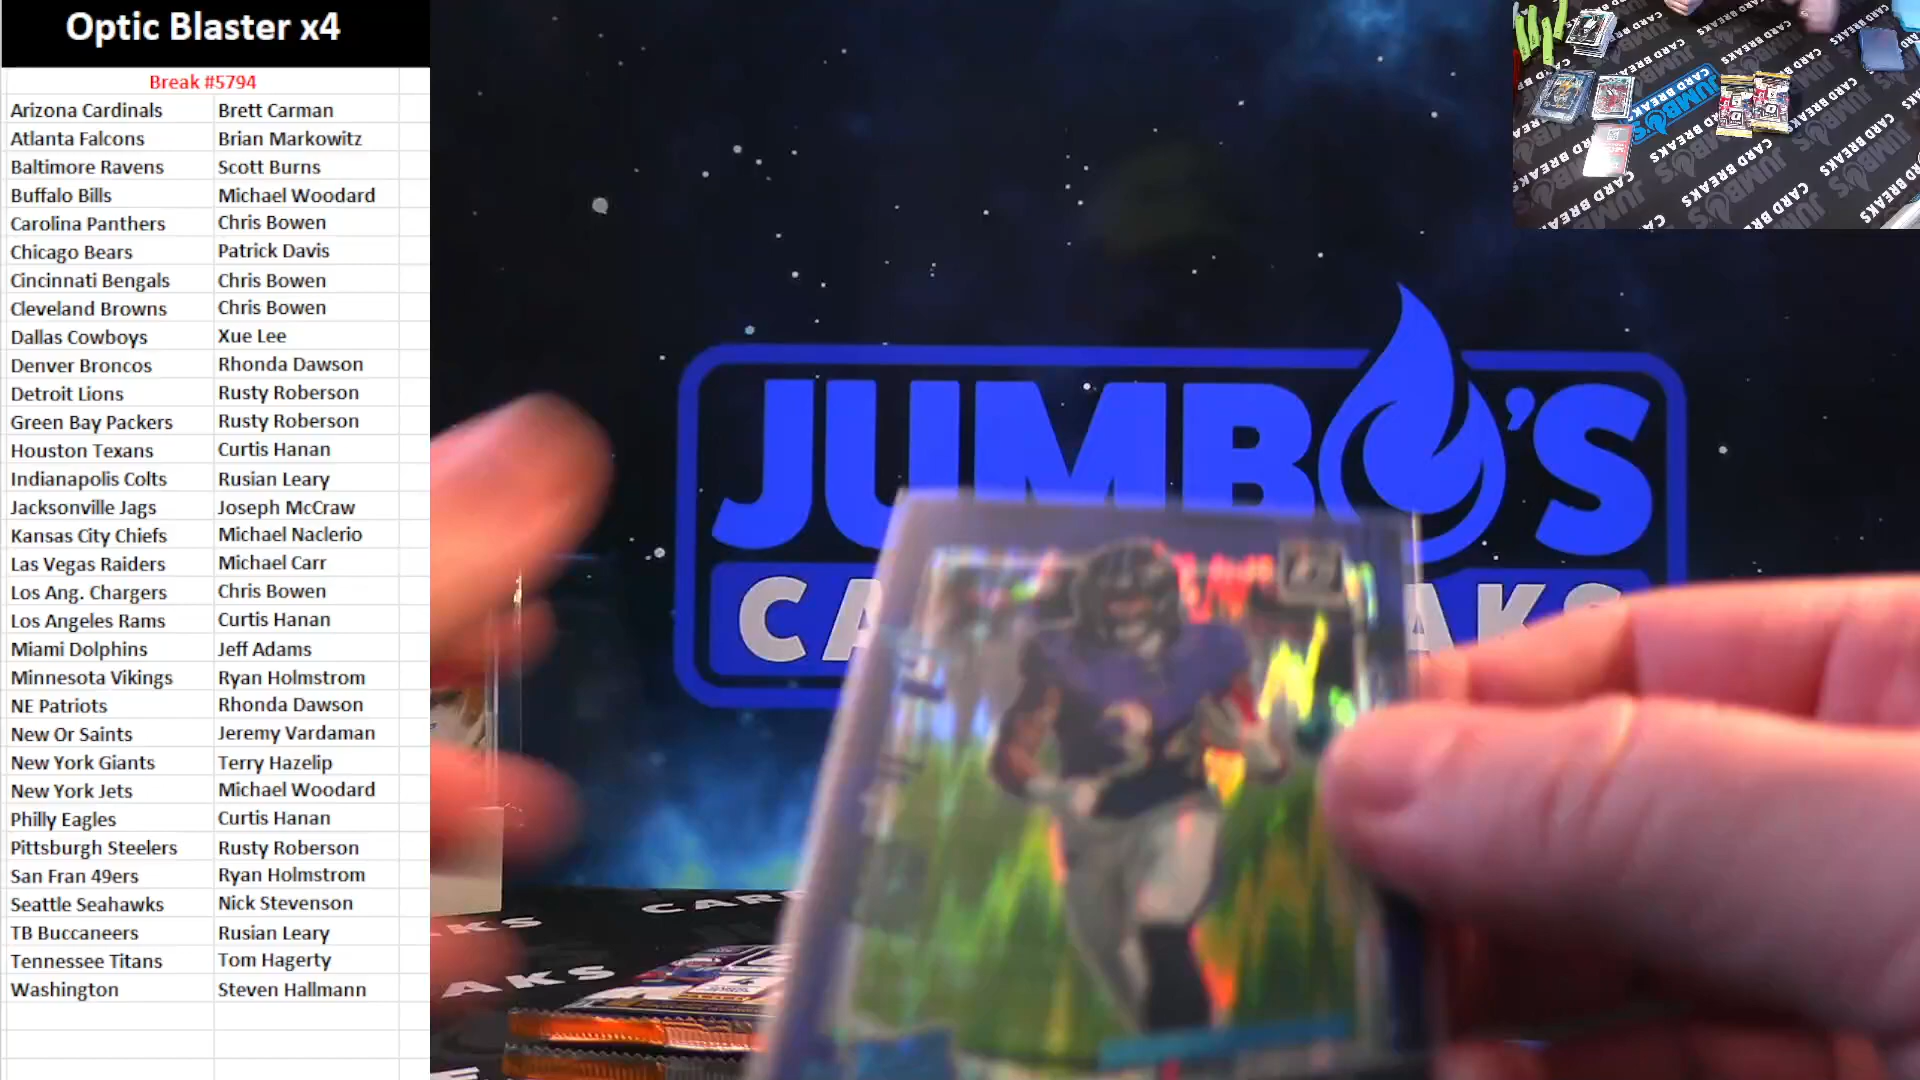 Optic Blaster x4
Break #5794
Arizona Cardinals Brett Carman
Atlanta Falcons Brian Markowitz
Baltimore Ravens Scott Burns
Buffalo Bills Michael Woodard
Carolina Panthers Chris Bowen
Chicago Bears Patrick Davis
Cincinnati Bengals Chris Bowen
Cleveland Browns Chris Bowen
Dallas Cowboys Xue Lee
Denver Broncos Rhonda Dawson
Detroit Lions Rusty Roberson
Green Bay Packers Rusty Roberson
Houston Texans Curtis Hanan
Indianapolis Colts Rusian Leary
Jacksonville Jags Joseph McCraw
Kansas City Chiefs Michael Naclerio
Las Vegas Raiders Michael Carr
Los Ang. Chargers Chris Bowen
Los Angeles Rams Curtis Hanan
Miami Dolphins Jeff Adams
Minnesota Vikings Ryan Holmstrom
NE Patriots Rhonda Dawson
New Or Saints Jeremy Vardaman
New York Giants Terry Hazelip
New York Jets Michael Woodard
Philly Eagles Curtis Hanan
Pittsburgh Steelers Rusty Roberson
San Fran 49ers Ryan Holmstrom
Seattle Seahawks Nick Stevenson
TB Buccaneers Rusian Leary
Tennessee Titans Tom Hagerty
Washington Steven Hallmann
JUMBO'S
CA AKS
CARD BREAKS
JUMBO'S
CARD BREAKS